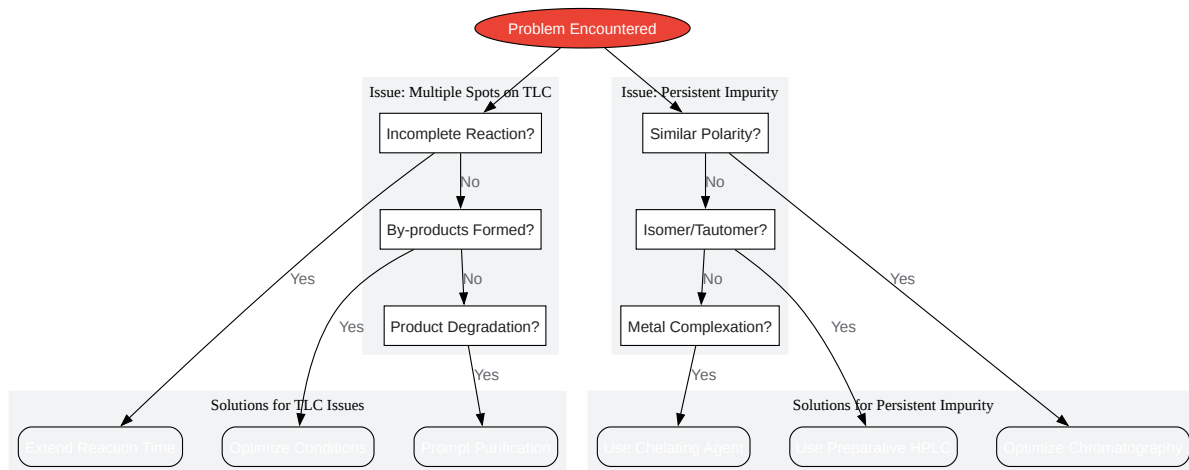 Problem Encountered
Issue: Multiple Spots on TLC
Issue: Persistent Impurity
Incomplete Reaction?
Similar Polarity?
No
No
By-products Formed?
Isomer/Tautomer?
Yes
No
No
Yes
Product Degradation?
Metal Complexation?
Yes
Yes
Yes
Yes
Solutions for TLC Issues
Solutions for Persistent Impurity
Extend Reaction Time
Optimize Conditions
Prompt Purification
Use Chelating Agent
Use Preparative HPLC
Optimize Chromatography